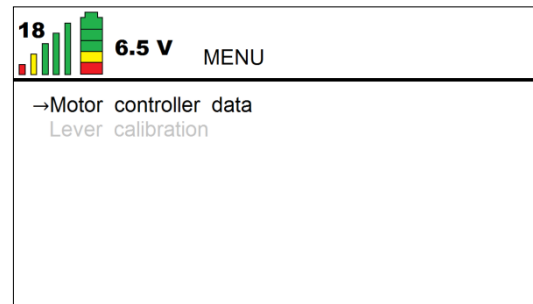 18
6.5 V MENU
→Motor controller data
Lever calibration